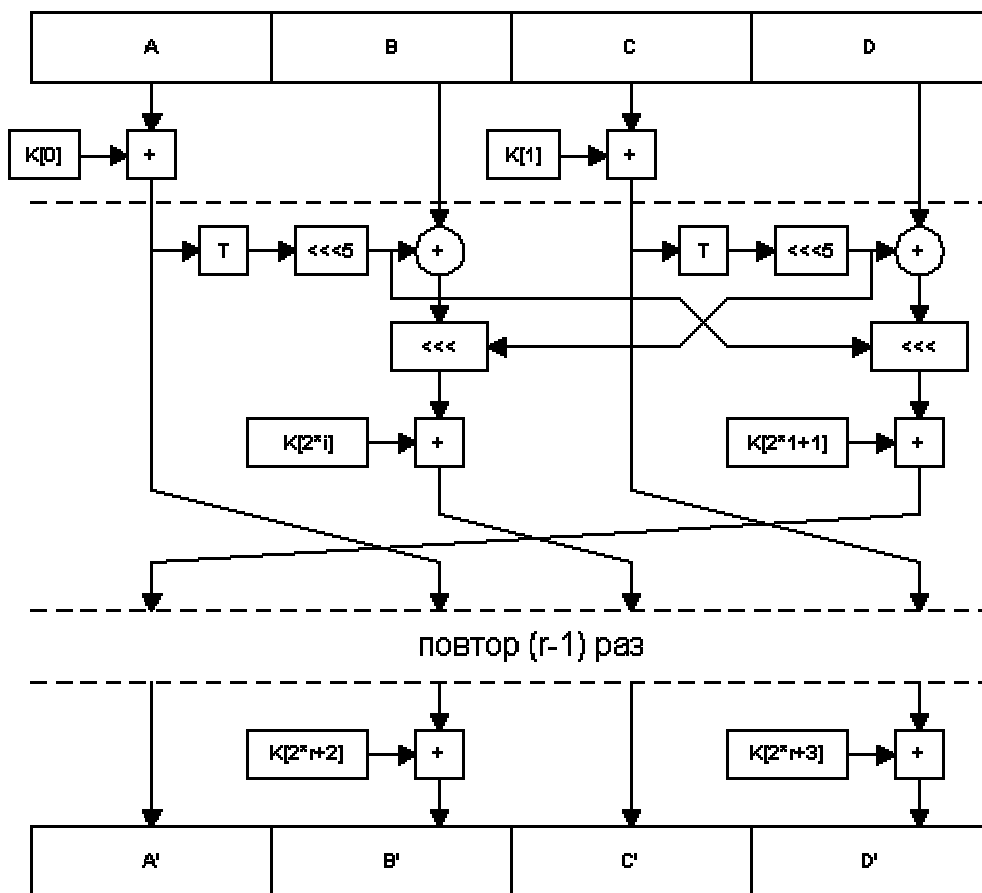 A B C D
K[0] + K[1] +
T <<<5 + T <<<5 +
<<< <<<
K[2*i] + K[2*1+1] +
повтор (r-1) раз
K[2*r+2] + K[2*r+3] +
A' B' C' D'